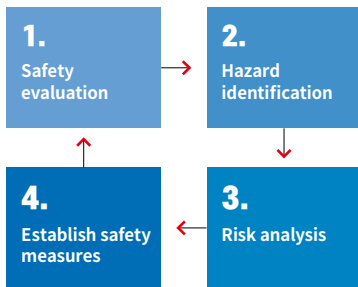 1.
Safety
evaluation
2.
Hazard
identification
3.
Risk analysis
4.
Establish safety
measures